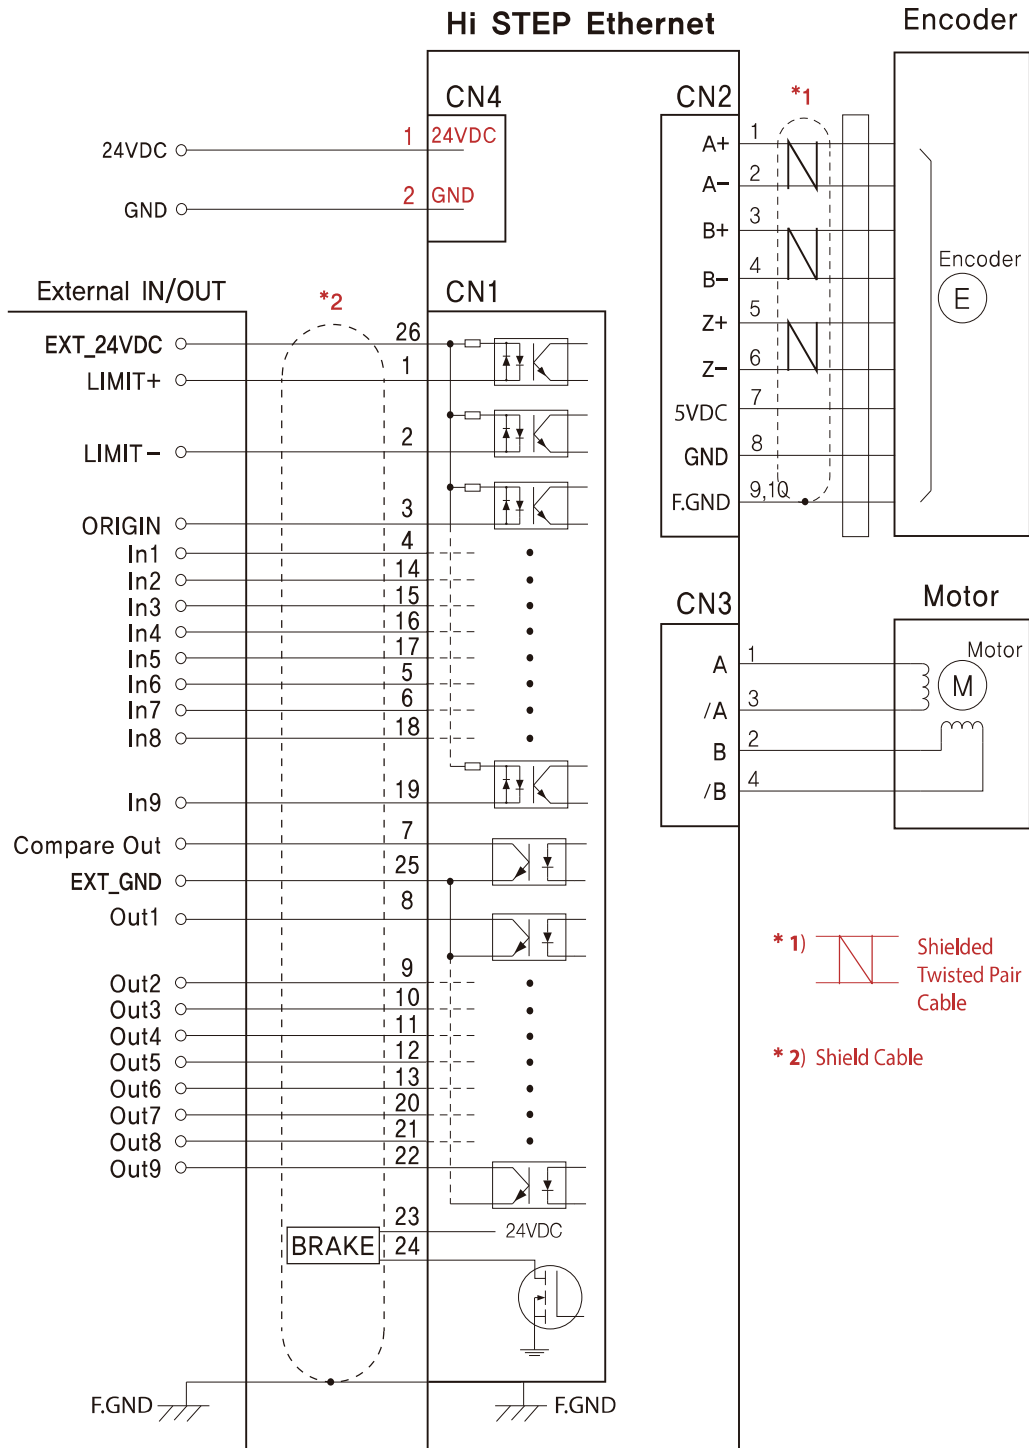 Hi STEP Ethernet
Encoder
CN4
1 24VDC
24VDC
2 GND
GND
CN2
*1
A+ 1
A- 2
B+ 3
B- 4
Z+ 5
Z- 6
5VDC 7
GND 8
F.GND 9,10
Encoder
E
External IN/OUT
*2
CN1
EXT_24VDC 26
LIMIT+ 1
LIMIT- 2
ORIGIN 3
In1 4
In2 14
In3 15
In4 16
In5 17
In6 5
In7 6
In8 18
In9 19
Compare Out 7
EXT_GND 25
Out1 8
Out2 9
Out3 10
Out4 11
Out5 12
Out6 13
Out7 20
Out8 21
Out9 22
BRAKE 23 24VDC
24
F.GND
F.GND
CN3
Motor
A 1
/A 3
B 2
/B 4
Motor
M
*1) Shielded
Twisted Pair
Cable
*2) Shield Cable